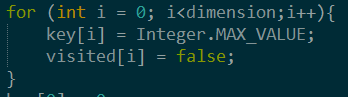 for (int i = 0; i<dimension;i++){
    key[i] = Integer.MAX_VALUE;
    visited[i] = false;
}